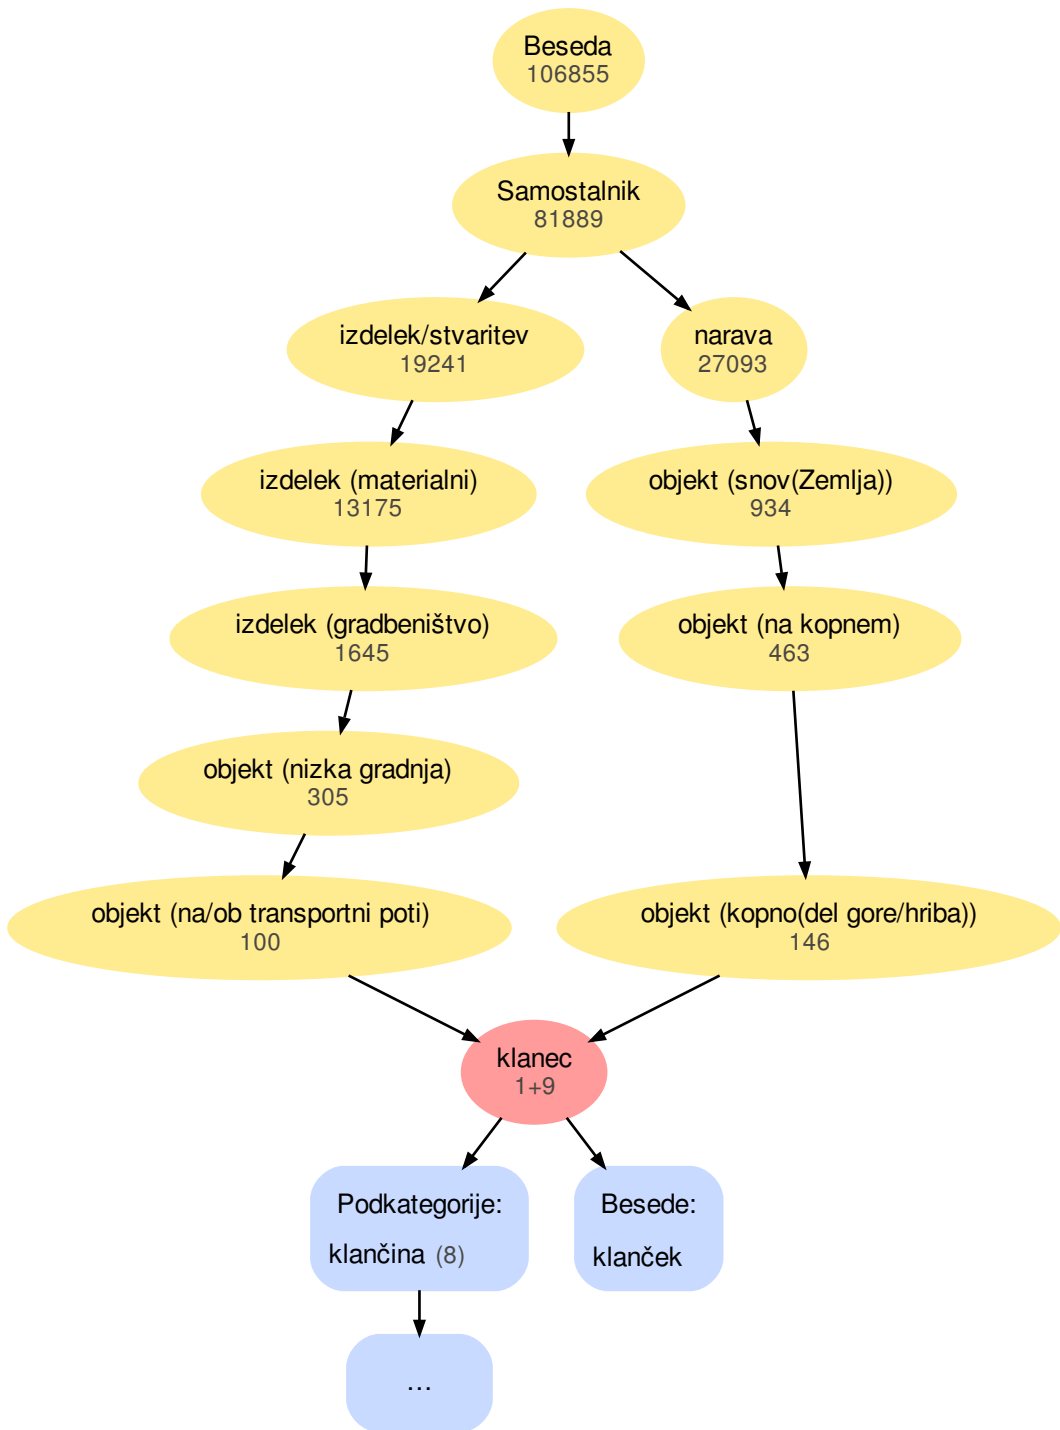 Beseda
106855
Samostalnik
81889
izdelek/stvaritev
19241
narava
27093
izdelek (materialni)
13175
objekt (snov(Zemlja))
934
izdelek (gradbeništvo)
1645
objekt (na kopnem)
463
objekt (nizka gradnja)
305
objekt (na/ob transportni poti)
100
objekt (kopno(del gore/hriba))
146
klanec
1+9
Podkategorije:
klančina (8)
Besede:
klanček
...